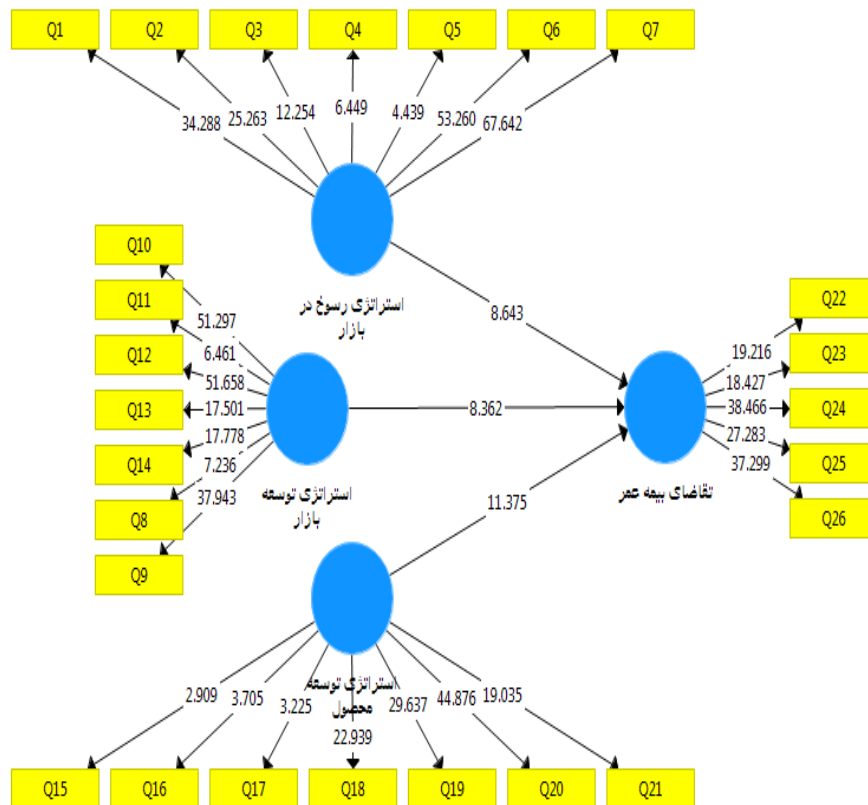 Q1 Q2 Q3 Q4 Q5 Q6 Q7
34.288 25.263 12.254 6.449 4.439 53.260 67.642
استراتژی رسوخ در
بازار
8.643
Q10
Q11
Q12
Q13
Q14
Q8
Q9
51.297
6.461
51.658
17.501
17.778
7.236
37.943
استراتژی توسعه
بازار
8.362
Q22
Q23
Q24
Q25
Q26
19.216
18.427
38.466
27.283
37.299
تقاضای بیمه عمر
11.375
استراتژی توسعه
محصول
2.909 3.705 3.225 22.939 29.637 44.876 19.035
Q15 Q16 Q17 Q18 Q19 Q20 Q21